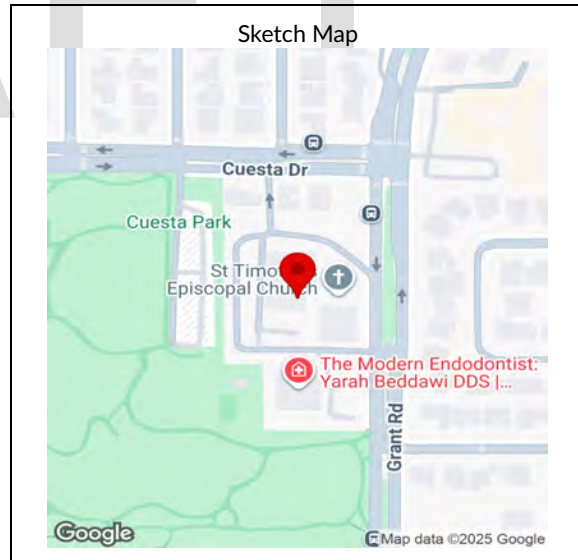 Sketch Map
Cuesta Dr
Cuesta Park
St Timo
Episcopal Church
The Modern Endodontist:
Yarah Beddawi DDS |...
Grant Rd
Google
Map data ©2025 Google